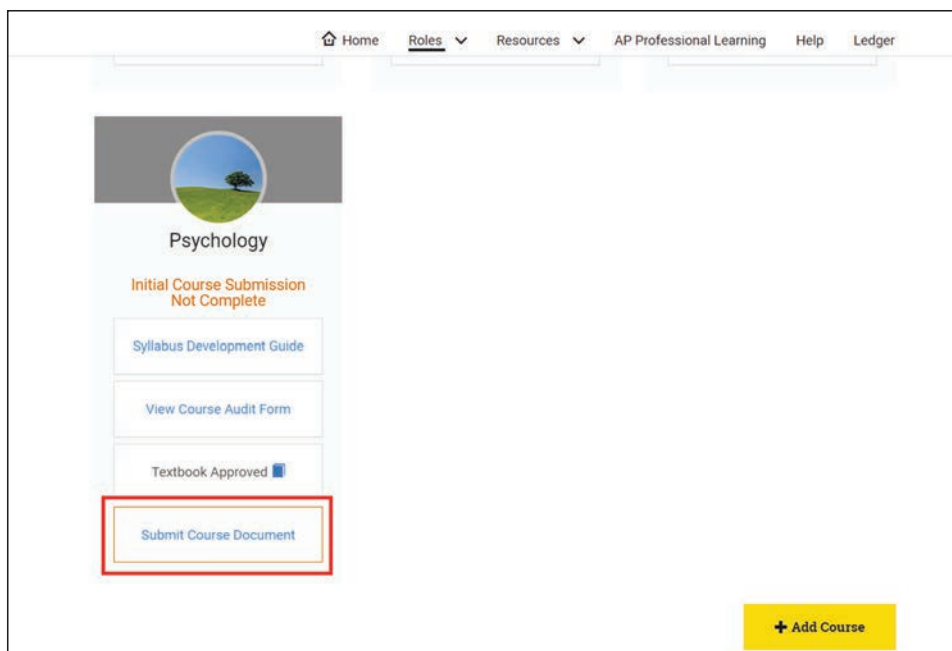 Home Roles Resources AP Professional Learning Help Ledger
Psychology
Initial Course Submission
Not Complete
Syllabus Development Guide
View Course Audit Form
Textbook Approved
Submit Course Document
+ Add Course